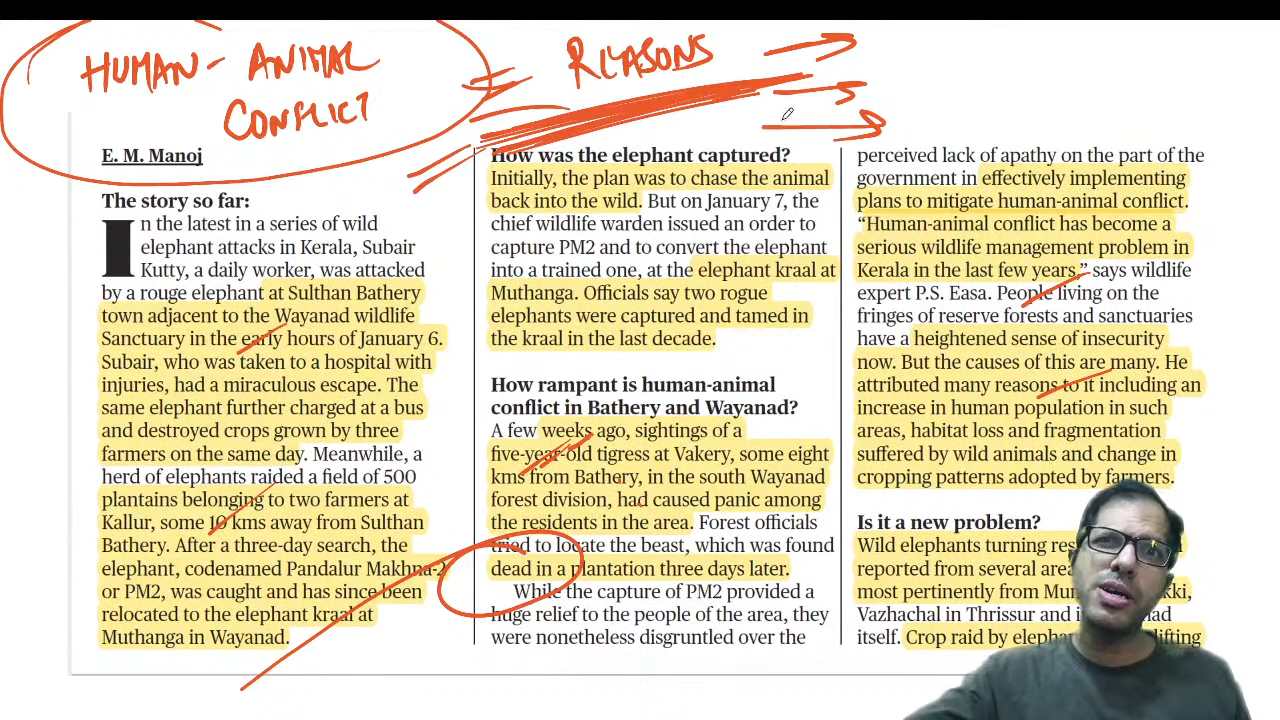 HUMAN - ANIMAL
CONFLICT
= REASONS
E. M. Manoj
The story so far:
In the latest in a series of wild
elephant attacks in Kerala, Subair
Kutty, a daily worker, was attacked
by a rouge elephant at Sulthan Bathery
town adjacent to the Wayanad wildlife
Sanctuary in the early hours of January 6.
Subair, who was taken to a hospital with
injuries, had a miraculous escape. The
same elephant further charged at a bus
and destroyed crops grown by three
farmers on the same day. Meanwhile, a
herd of elephants raided a field of 500
plantains belonging to two farmers at
Kallur, some 10 kms away from Sulthan
Bathery. After a three-day search, the
elephant, codenamed Pandalur Makhna-2
or PM2, was caught and has since been
relocated to the elephant kraal at
Muthanga in Wayanad.
How was the elephant captured?
Initially, the plan was to chase the animal
back into the wild. But on January 7, the
chief wildlife warden issued an order to
capture PM2 and to convert the elephant
into a trained one, at the elephant kraal at
Muthanga. Officials say two rogue
elephants were captured and tamed in
the kraal in the last decade.
How rampant is human-animal
conflict in Bathery and Wayanad?
A few weeks ago, sightings of a
five-year-old tigress at Vakery, some eight
kms from Bathery, in the south Wayanad
forest division, had caused panic among
the residents in the area. Forest officials
tried to locate the beast, which was found
dead in a plantation three days later.
While the capture of PM2 provided a
huge relief to the people of the area, they
were nonetheless disgruntled over the
perceived lack of apathy on the part of the
government in effectively implementing
plans to mitigate human-animal conflict.
“Human-animal conflict has become a
serious wildlife management problem in
Kerala in the last few years,” says wildlife
expert P.S. Easa. People living on the
fringes of reserve forests and sanctuaries
have a heightened sense of insecurity
now. But the causes of this are many. He
attributed many reasons to it including an
increase in human population in such
areas, habitat loss and fragmentation
suffered by wild animals and change in
cropping patterns adopted by farmers.
Is it a new problem?
Wild elephants turning
reported from several
most pertinently from
Vazhachal in Thrissur and
itself. Crop raid by